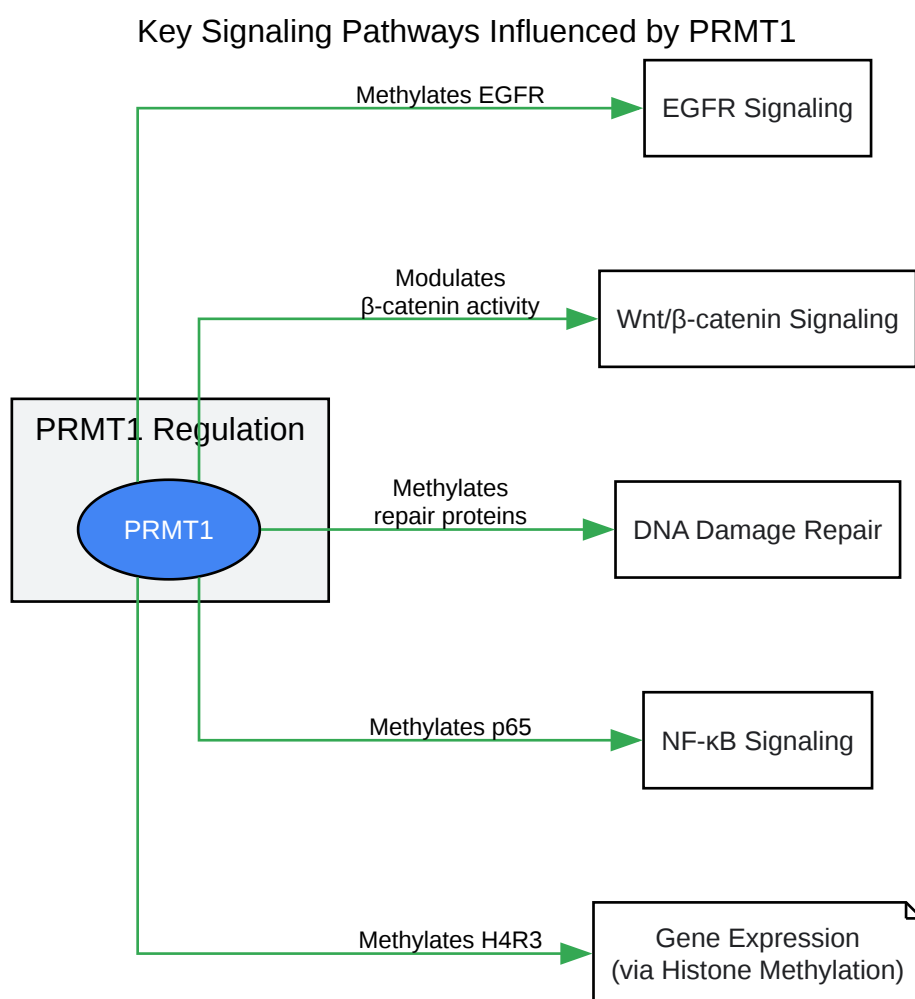 Key Signaling Pathways Influenced by PRMT1
Methylates EGFR
EGFR Signaling
Modulates
β-catenin activity
Wnt/β-catenin Signaling
PRMT1 Regulation
PRMT1
Methylates
repair proteins
DNA Damage Repair
Methylates p65
NF-κB Signaling
Methylates H4R3
Gene Expression
(via Histone Methylation)